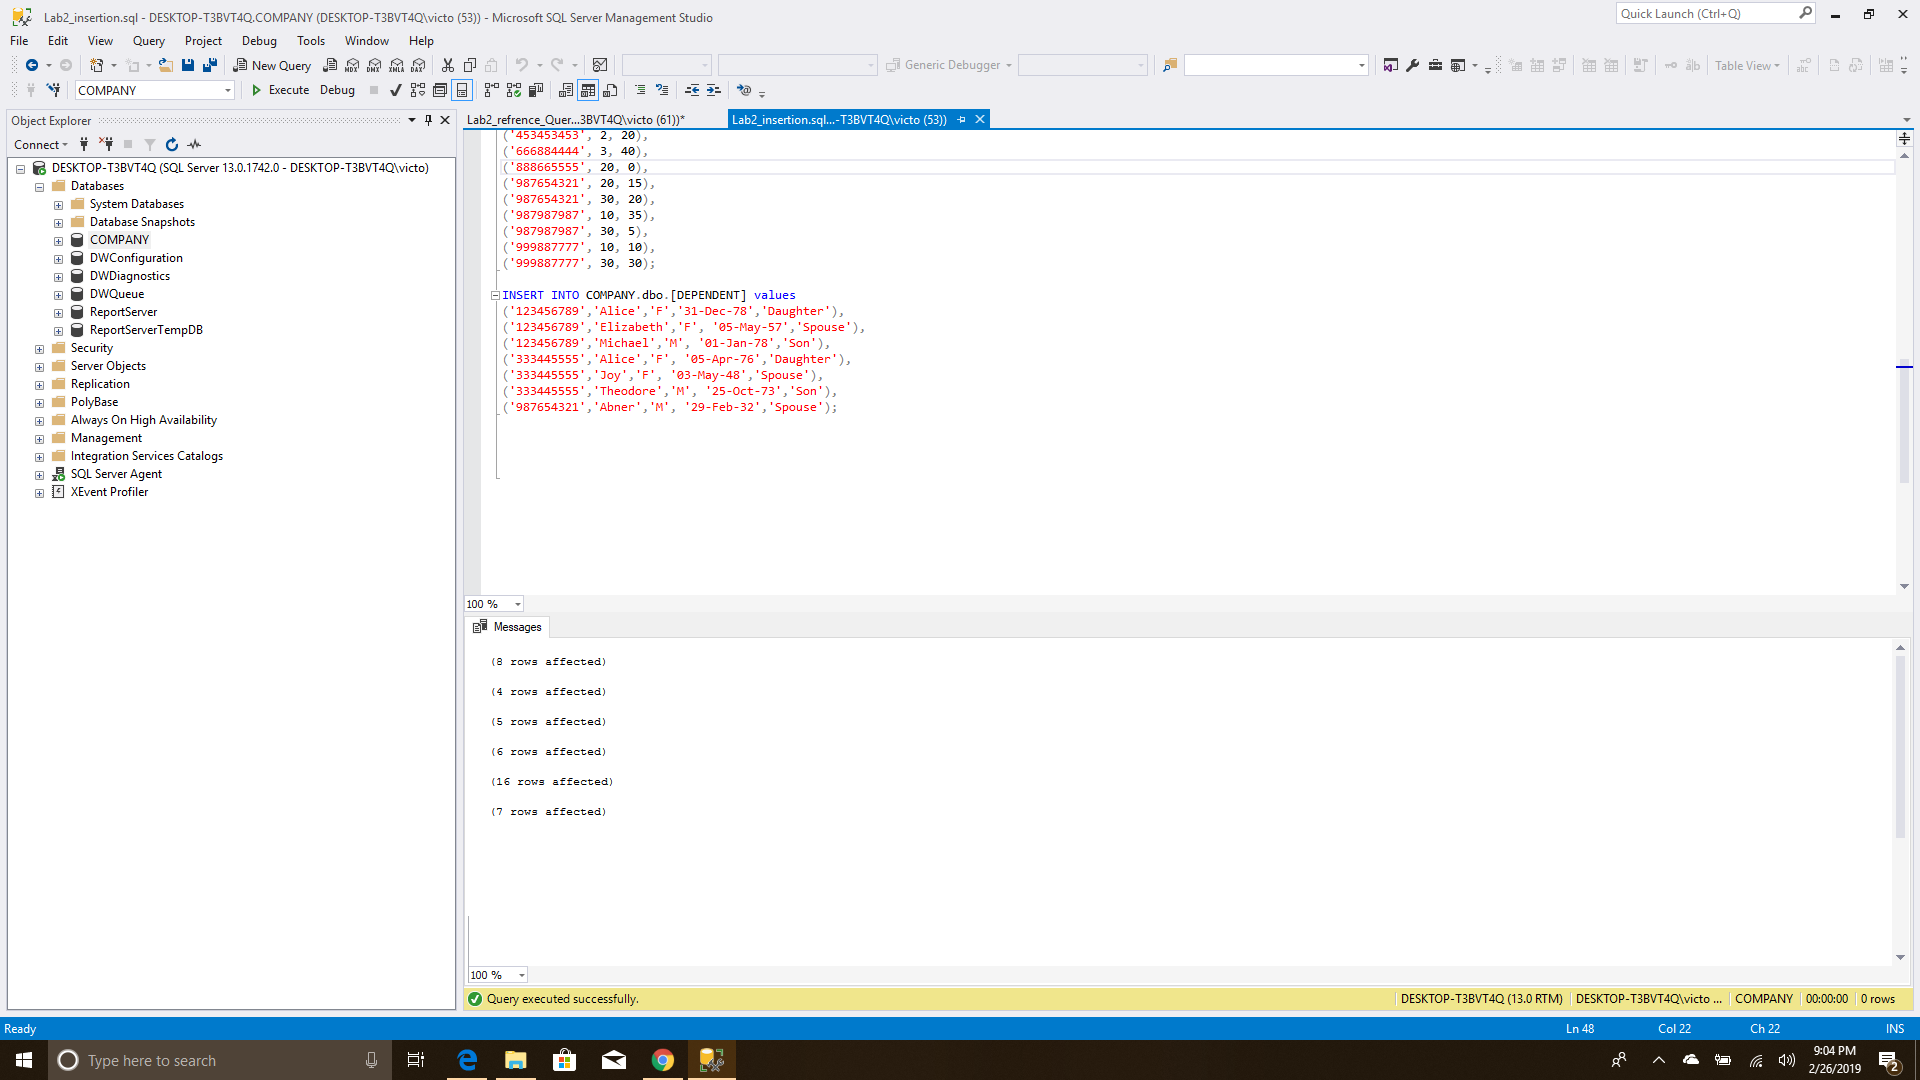 Lab2_insertion.sql - DESKTOP-T3BVT4Q.COMPANY (DESKTOP-T3BVT4Q\victo (53)) - Microsoft SQL Server Management Studio
Quick Launch (Ctrl+Q)
File Edit View Query Project Debug Tools Window Help
New Query
MDX DMX XMLA DAX
Generic Debugger
Table View
COMPANY
Execute Debug
Object Explorer
Lab2_refrence_Quer...3BVT4Q\victo (61))*
Lab2_insertion.sql...-T3BVT4Q\victo (53))
Connect
DESKTOP-T3BVT4Q (SQL Server 13.0.1742.0 - DESKTOP-T3BVT4Q\victo)
Databases
System Databases
Database Snapshots
COMPANY
DWConfiguration
DWDiagnostics
DWQueue
ReportServer
ReportServerTempDB
Security
Server Objects
Replication
PolyBase
Always On High Availability
Management
Integration Services Catalogs
SQL Server Agent
XEvent Profiler
('453453453', 2, 20),
('666884444', 3, 40),
('888665555', 20, 0),
('987654321', 20, 15),
('987654321', 30, 20),
('987987987', 10, 35),
('987987987', 30, 5),
('999887777', 10, 10),
('999887777', 30, 30);
INSERT INTO COMPANY.dbo.[DEPENDENT] values
('123456789','Alice','F','31-Dec-78','Daughter'),
('123456789','Elizabeth','F', '05-May-57','Spouse'),
('123456789','Michael','M', '01-Jan-78','Son'),
('333445555','Alice','F', '05-Apr-76','Daughter'),
('333445555','Joy','F', '03-May-48','Spouse'),
('333445555','Theodore','M', '25-Oct-73','Son'),
('987654321','Abner','M', '29-Feb-32','Spouse');
100 %
Messages
(8 rows affected)
(4 rows affected)
(5 rows affected)
(6 rows affected)
(16 rows affected)
(7 rows affected)
100 %
Query executed successfully.
DESKTOP-T3BVT4Q (13.0 RTM) DESKTOP-T3BVT4Q\victo ... COMPANY 00:00:00 0 rows
Ready
Ln 48 Col 22 Ch 22 INS
Type here to search
9:04 PM
2/26/2019
2